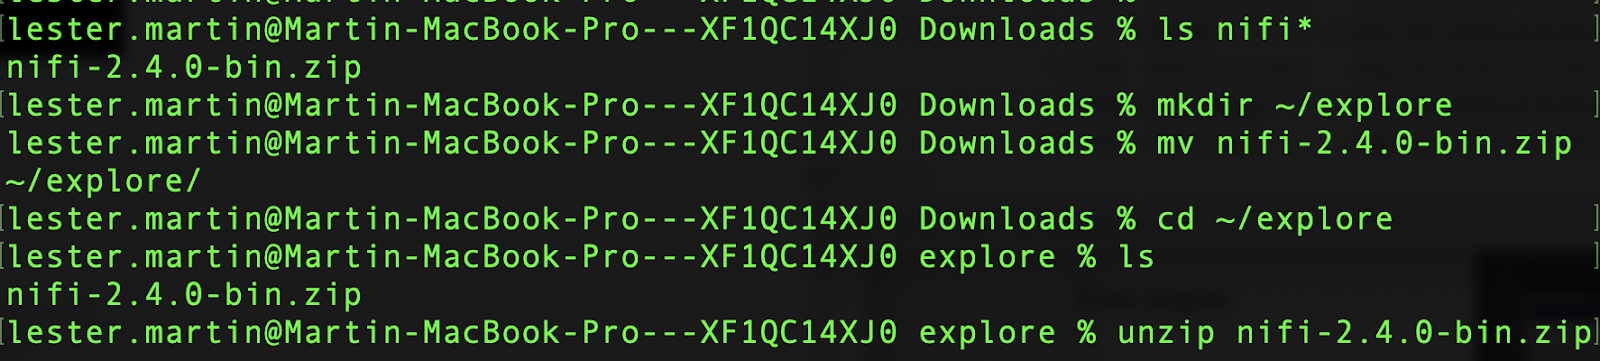 [lester.martin@Martin-MacBook-Pro---XF1QC14XJ0 Downloads % ls nifi* ]
nifi-2.4.0-bin.zip
[lester.martin@Martin-MacBook-Pro---XF1QC14XJ0 Downloads % mkdir ~/explore ]
lester.martin@Martin-MacBook-Pro---XF1QC14XJ0 Downloads % mv nifi-2.4.0-bin.zip
~/explore/
[lester.martin@Martin-MacBook-Pro---XF1QC14XJ0 Downloads % cd ~/explore ]
[lester.martin@Martin-MacBook-Pro---XF1QC14XJ0 explore % ls ]
nifi-2.4.0-bin.zip
[lester.martin@Martin-MacBook-Pro---XF1QC14XJ0 explore % unzip nifi-2.4.0-bin.zip]